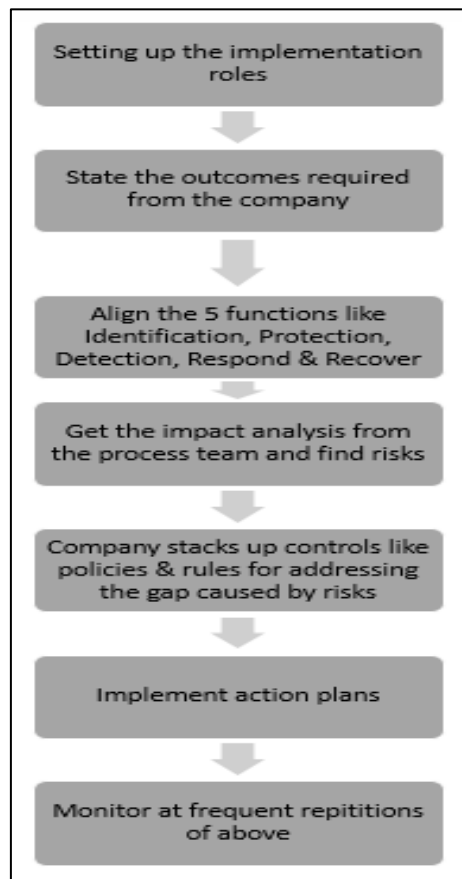 Setting up the implementation
roles
State the outcomes required
from the company
Align the 5 functions like
Identification, Protection,
Detection, Respond & Recover
Get the impact analysis from
the process team and find risks
Company stacks up controls like
policies & rules for addressing
the gap caused by risks
Implement action plans
Monitor at frequent repititions
of above